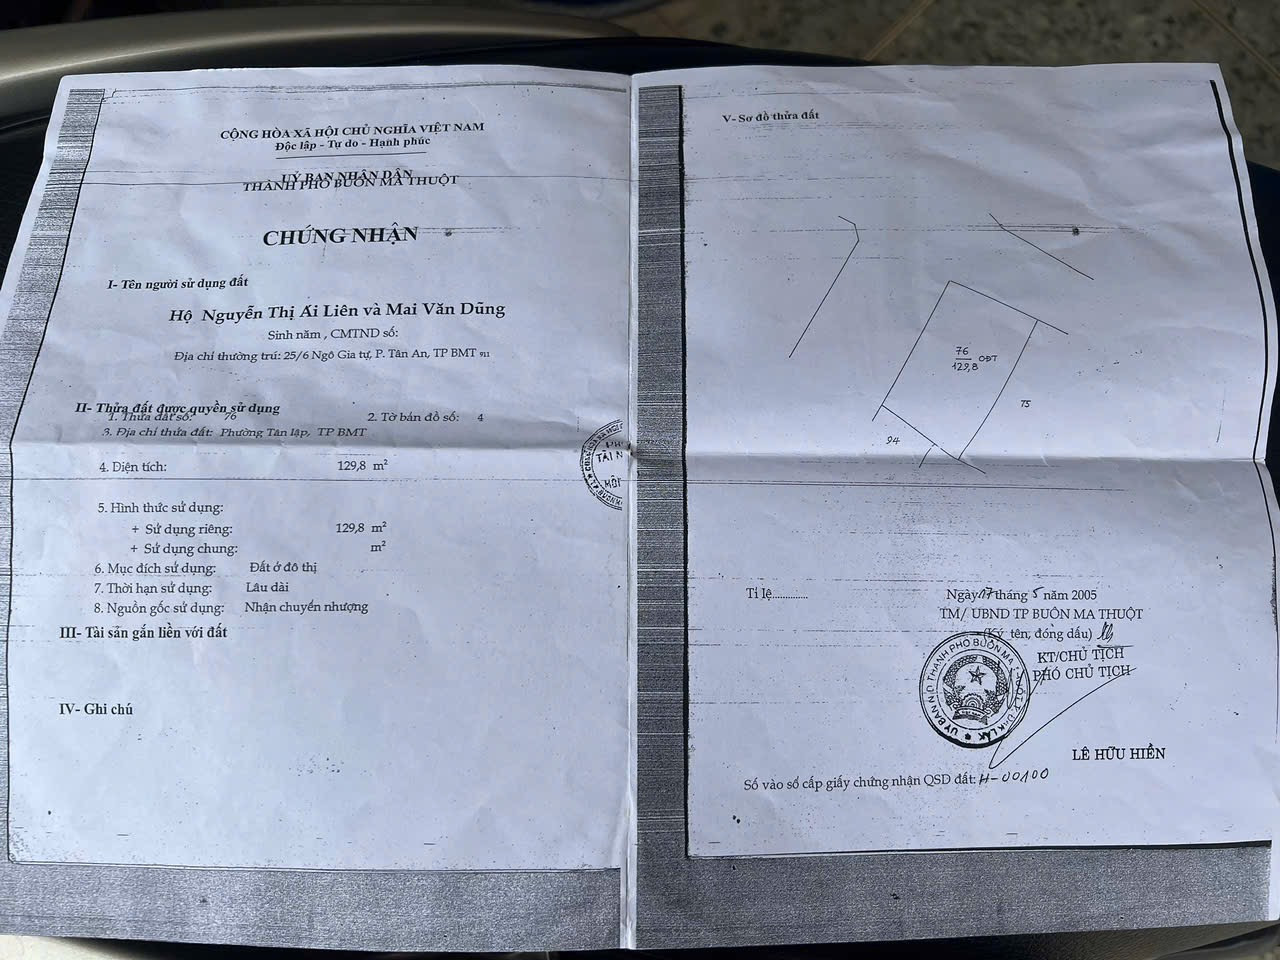 CỘNG HÒA XÃ HỘI CHỦ NGHĨA VIỆT NAM
Độc lập - Tự do - Hạnh phúc
UỶ BAN NHÂN DÂN
THÀNH PHỐ BUÔN MA THUỘT
CHỨNG NHẬN
I- Tên người sử dụng đất
Hộ Nguyễn Thị Ái Liên và Mai Văn Dũng
Sinh năm , CMTND số:
Địa chỉ thường trú: 25/6 Ngô Gia tự, P. Tân An, TP BMT 911
II- Thửa đất được quyền sử dụng
1. Thửa đất số: 76 2. Tờ bản đồ số: 4
3. Địa chỉ thửa đất: Phường Tân lập, TP BMT
4. Diện tích: 129,8 m²
5. Hình thức sử dụng:
+ Sử dụng riêng: 129,8 m²
+ Sử dụng chung: m²
6. Mục đích sử dụng: Đất ở đô thị
7. Thời hạn sử dụng: Lâu dài
8. Nguồn gốc sử dụng: Nhận chuyển nhượng
III- Tài sản gắn liền với đất
IV- Ghi chú
TÀI N
MÔI
V- Sơ đồ thửa đất
76
129,8 ODT
75
94
Tỉ lệ.............
Ngày 17 tháng 5 năm 2005
TM/ UBND TP BUÔN MA THUỘT
(Ký tên, đóng dấu)
KT/CHỦ TỊCH
PHÓ CHỦ TỊCH
LÊ HỮU HIỀN
Số vào sổ cấp giấy chứng nhận QSD đất: H-00100